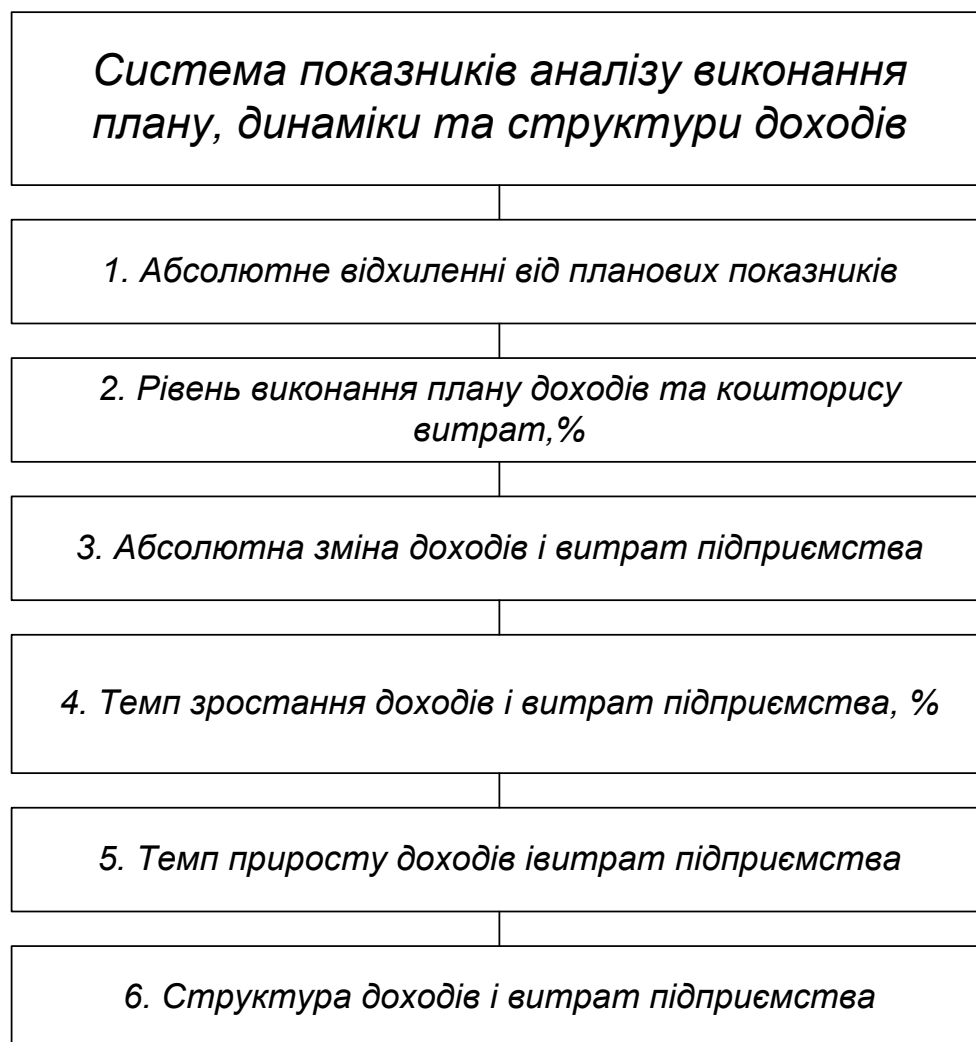 Система показників аналізу виконання
плану, динаміки та структури доходів
1. Абсолютне відхиленні від планових показників
2. Рівень виконання плану доходів та кошторису
витрат,%
3. Абсолютна зміна доходів і витрат підприємства
4. Темп зростання доходів і витрат підприємства, %
5. Темп приросту доходів івитрат підприємства
6. Структура доходів і витрат підприємства